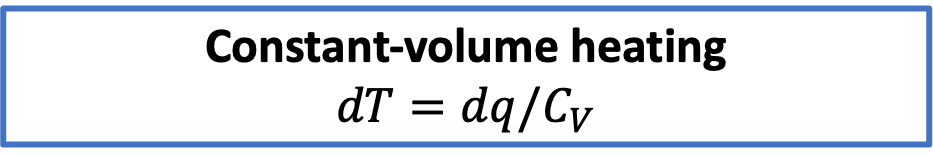 Constant-volume heating
dT = dq/C_V